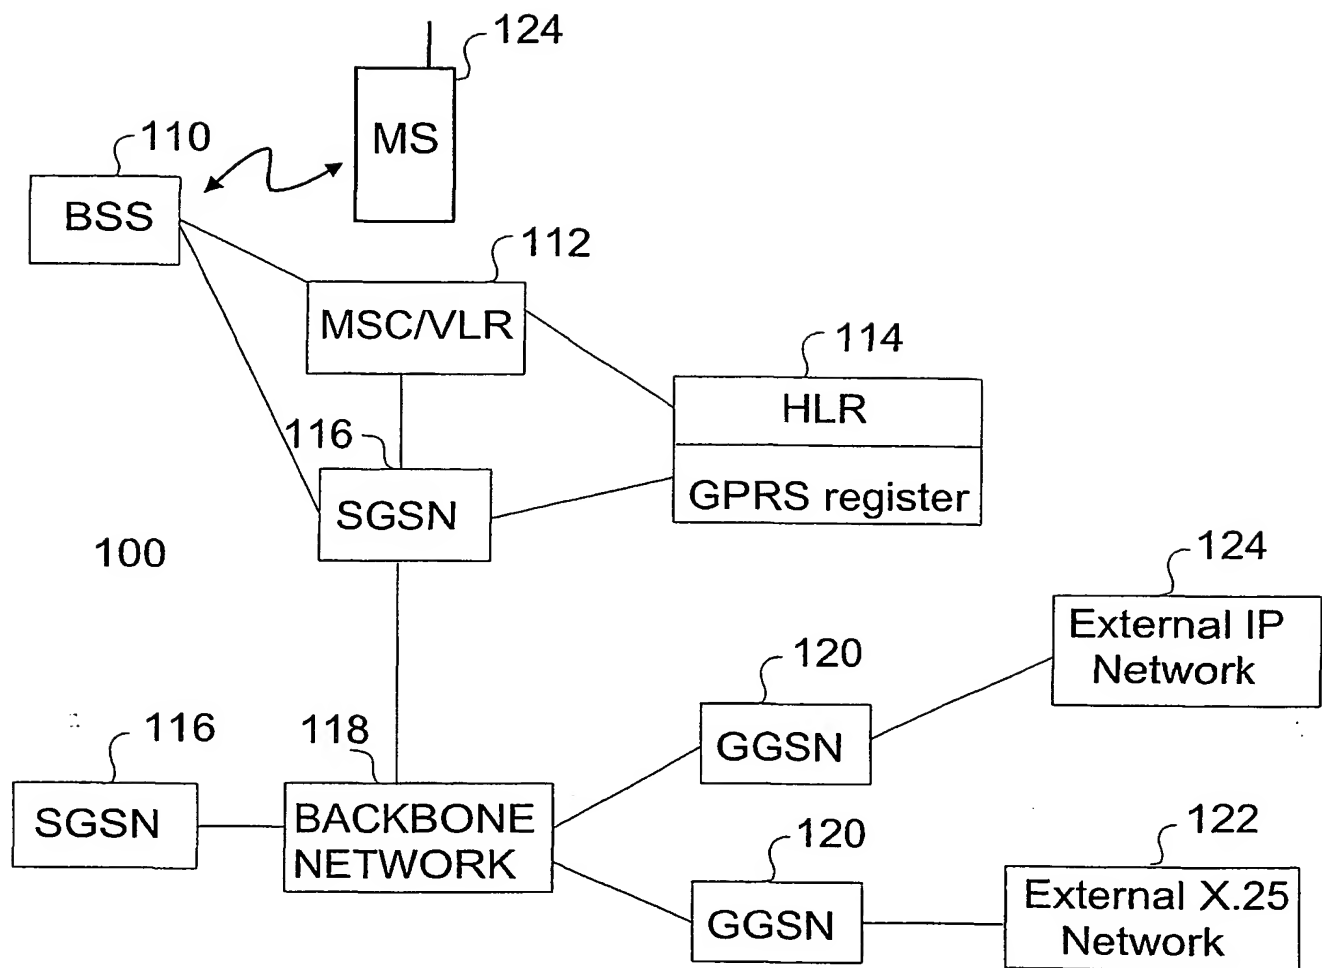 124
MS
110
BSS
112
MSC/VLR
114
HLR
GPRS register
116
SGSN
100
124
External IP
Network
120
GGSN
116
SGSN
118
BACKBONE
NETWORK
120
GGSN
122
External X.25
Network